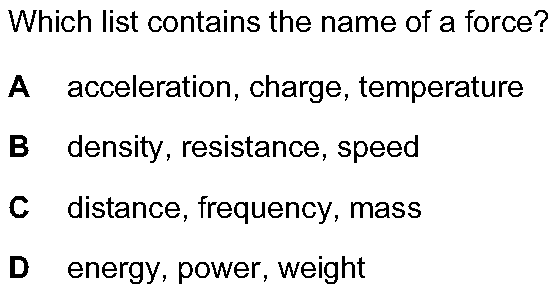 Which list contains the name of a force?
A acceleration, charge, temperature
B density, resistance, speed
C distance, frequency, mass
D energy, power, weight